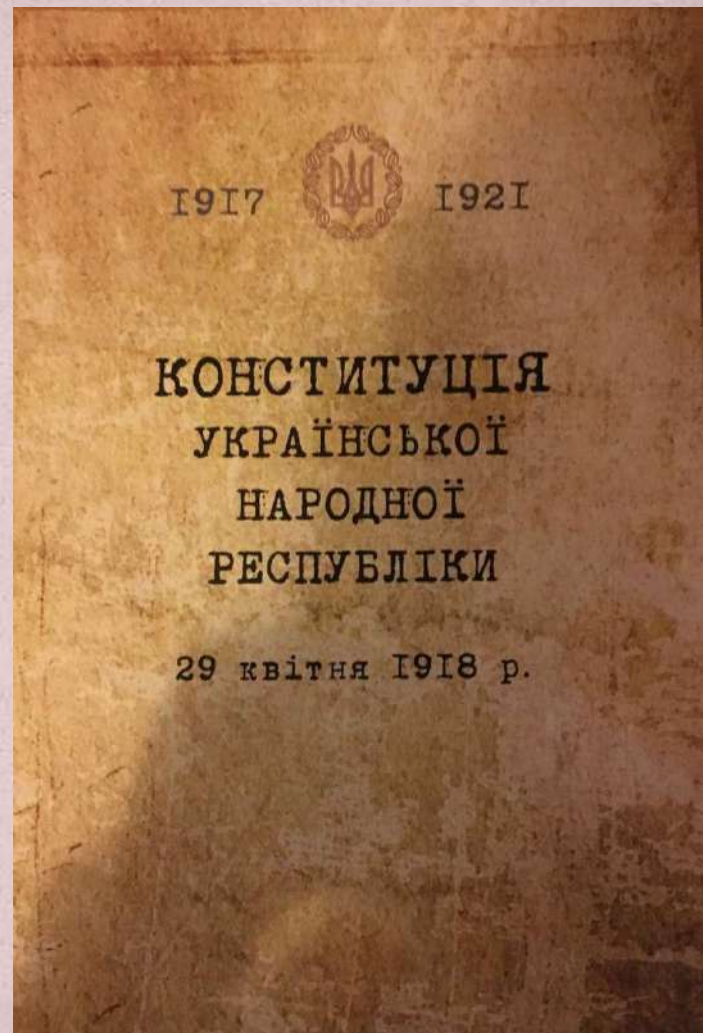 1917 1921
КОНСТИТУЦІЯ
УКРАЇНСЬКОЇ
НАРОДНОЇ
РЕСПУБЛІКИ
29 квітня 1918 р.